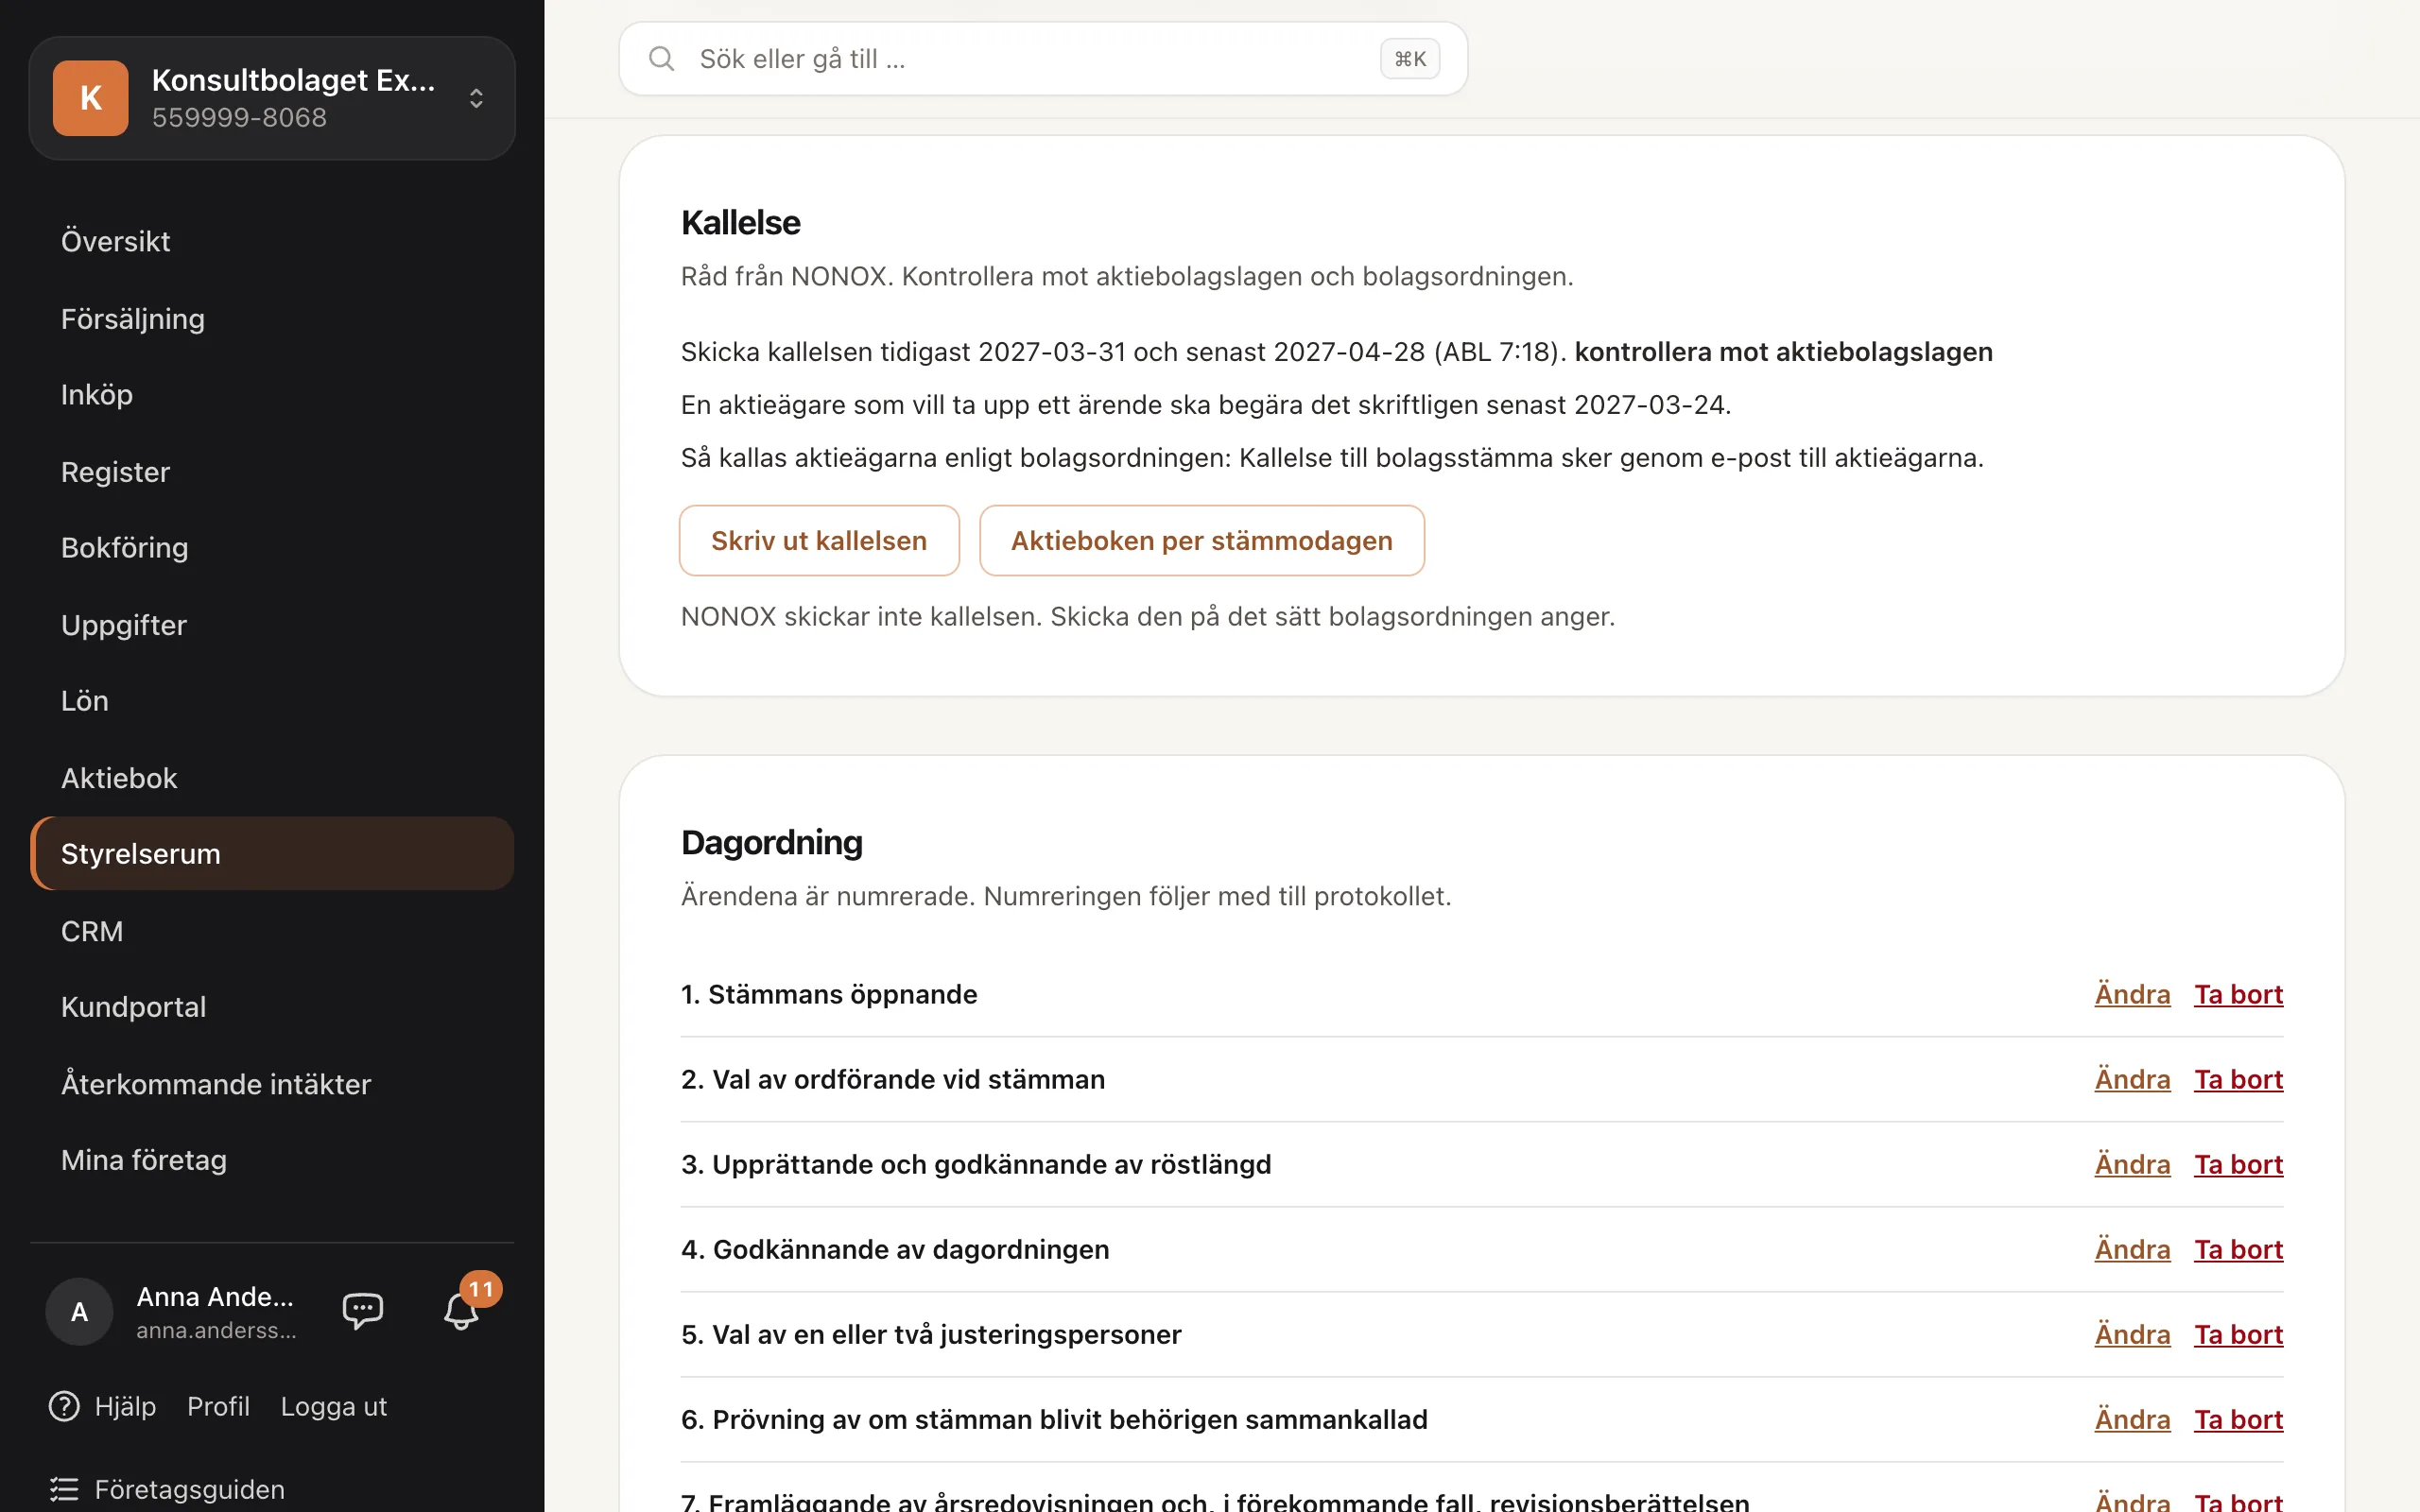 K
Konsultbolaget Ex...
559999-8068
Översikt
Försäljning
Inköp
Register
Bokföring
Uppgifter
Lön
Aktiebok
Styrelserum
CRM
Kundportal
Återkommande intäkter
Mina företag
A
Anna Ande...
anna.anderss...
11
Hjälp
Profil
Logga ut
Företagsguiden
Sök eller gå till ...
⌘K
Kallelse
Råd från NONOX. Kontrollera mot aktiebolagslagen och bolagsordningen.
Skicka kallelsen tidigast 2027-03-31 och senast 2027-04-28 (ABL 7:18). kontrollera mot aktiebolagslagen
En aktieägare som vill ta upp ett ärende ska begära det skriftligen senast 2027-03-24.
Så kallas aktieägarna enligt bolagsordningen: Kallelse till bolagsstämma sker genom e-post till aktieägarna.
Skriv ut kallelsen
Aktieboken per stämmodagen
NONOX skickar inte kallelsen. Skicka den på det sätt bolagsordningen anger.
Dagordning
Ärendena är numrerade. Numreringen följer med till protokollet.
1. Stämmans öppnande Ändra Ta bort
2. Val av ordförande vid stämman Ändra Ta bort
3. Upprättande och godkännande av röstlängd Ändra Ta bort
4. Godkännande av dagordningen Ändra Ta bort
5. Val av en eller två justeringspersoner Ändra Ta bort
6. Prövning av om stämman blivit behörigen sammankallad Ändra Ta bort
7. Framläggande av årsredovisningen och, i förekommande fall, revisionsberättelsen Ändra Ta bort